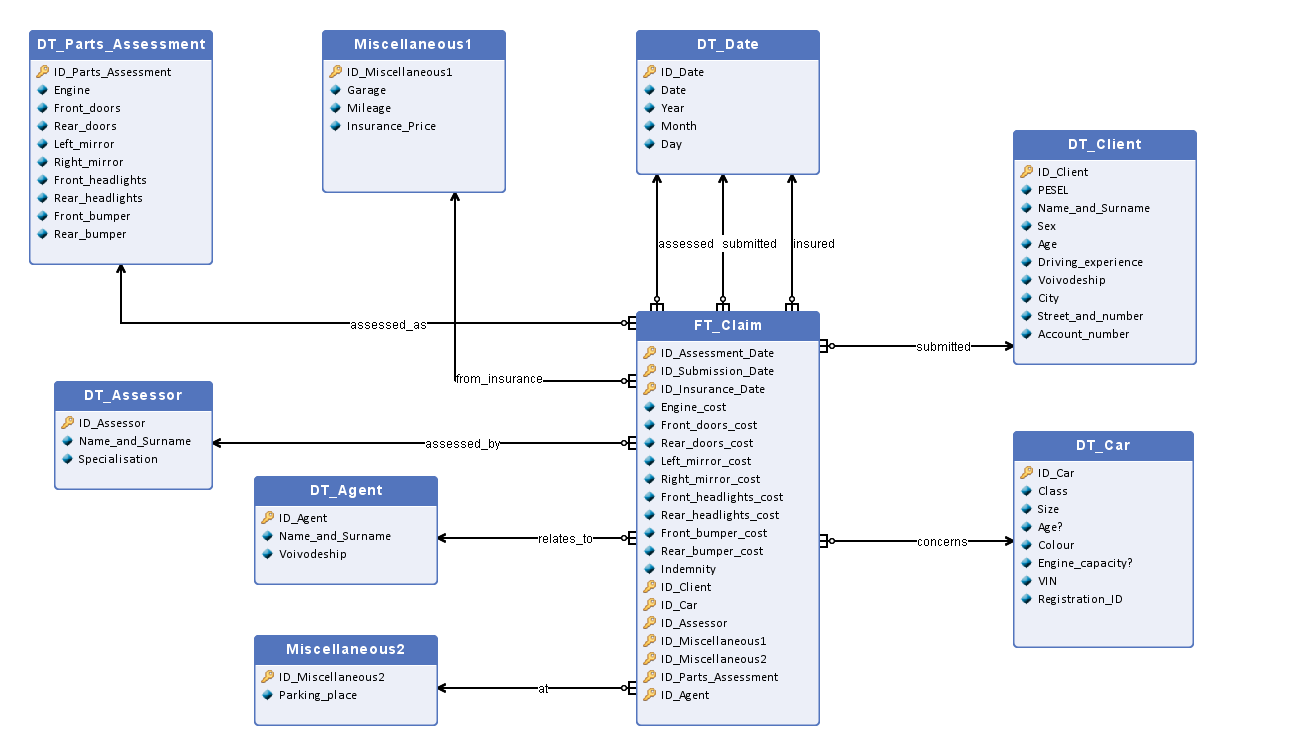 DT_Parts_Assessment
ID_Parts_Assessment
Engine
Front_doors
Rear_doors
Left_mirror
Right_mirror
Front_headlights
Rear_headlights
Front_bumper
Rear_bumper
Miscellaneous1
ID_Miscellaneous1
Garage
Mileage
Insurance_Price
DT_Date
ID_Date
Date
Year
Month
Day
DT_Client
ID_Client
PESEL
Name_and_Surname
Sex
Age
Driving_experience
Voivodeship
City
Street_and_number
Account_number
assessed
submitted
insured
assessed_as
from_insurance
submitted
DT_Assessor
ID_Assessor
Name_and_Surname
Specialisation
assessed_by
DT_Agent
ID_Agent
Name_and_Surname
Voivodeship
relates_to
Miscellaneous2
ID_Miscellaneous2
Parking_place
at
FT_Claim
ID_Assessment_Date
ID_Submission_Date
ID_Insurance_Date
Engine_cost
Front_doors_cost
Rear_doors_cost
Left_mirror_cost
Right_mirror_cost
Front_headlights_cost
Rear_headlights_cost
Front_bumper_cost
Rear_bumper_cost
Indemnity
ID_Client
ID_Car
ID_Assessor
ID_Miscellaneous1
ID_Miscellaneous2
ID_Parts_Assessment
ID_Agent
concerns
DT_Car
ID_Car
Class
Size
Age?
Colour
Engine_capacity?
VIN
Registration_ID